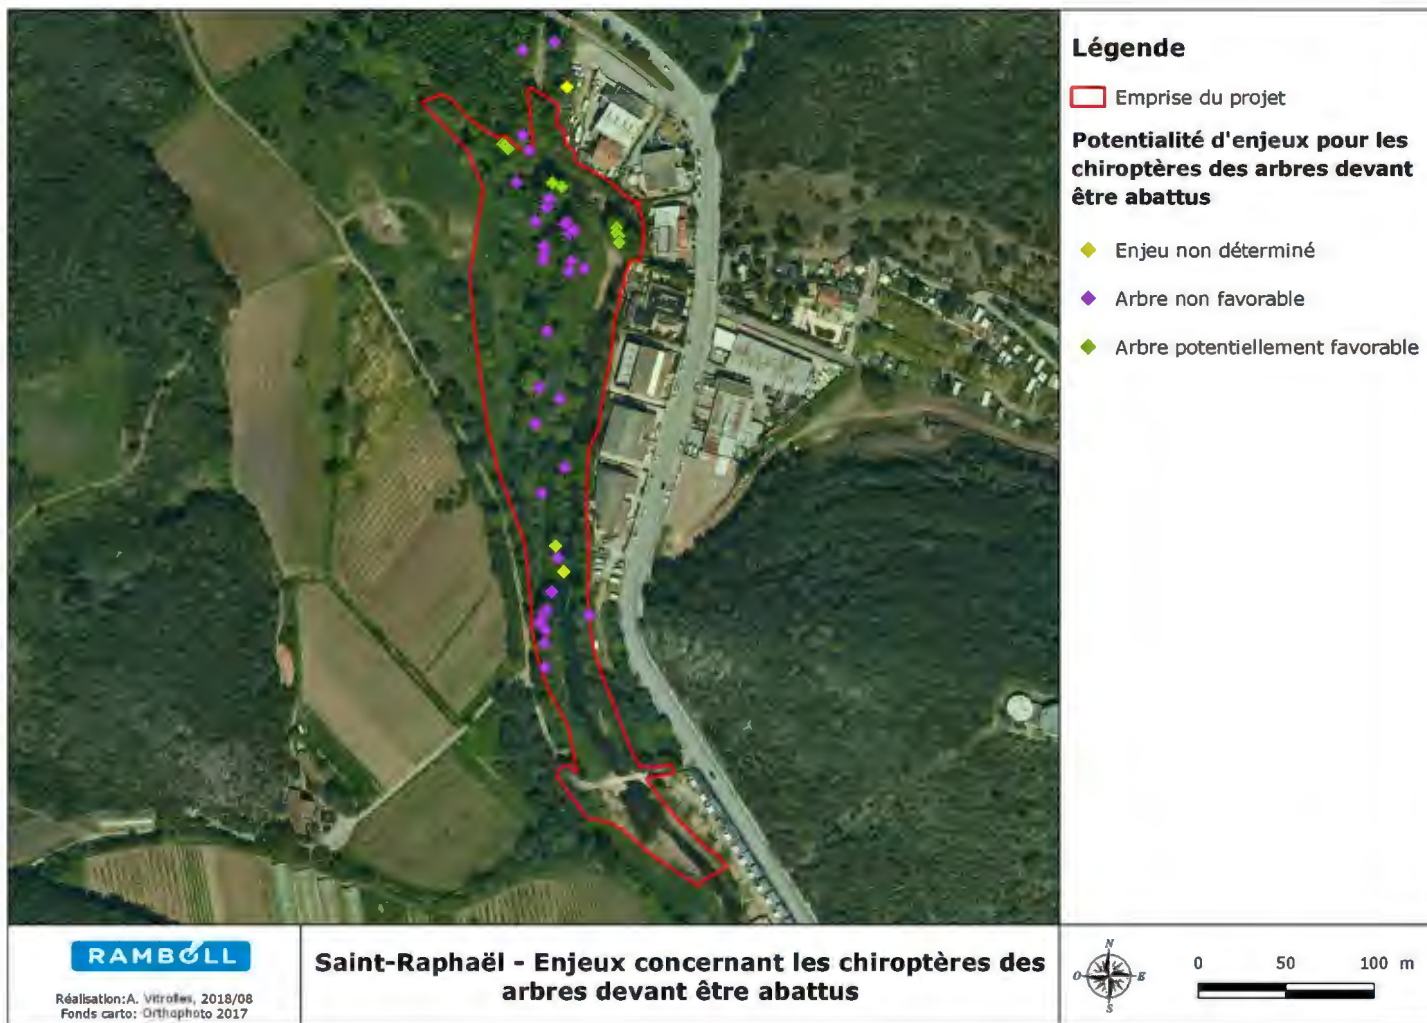 Légende
Emprise du projet
Potentialité d'enjeux pour les
chiroptères des arbres devant
être abattus
Enjeu non déterminé
Arbre non favorable
Arbre potentiellement favorable
RAMBOLL
Réalisation:A. Vitrolles, 2018/08
Fonds carto: Orthophoto 2017
Saint-Raphaël - Enjeux concernant les chiroptères des
arbres devant être abattus
N
O
E
S
0 50 100 m